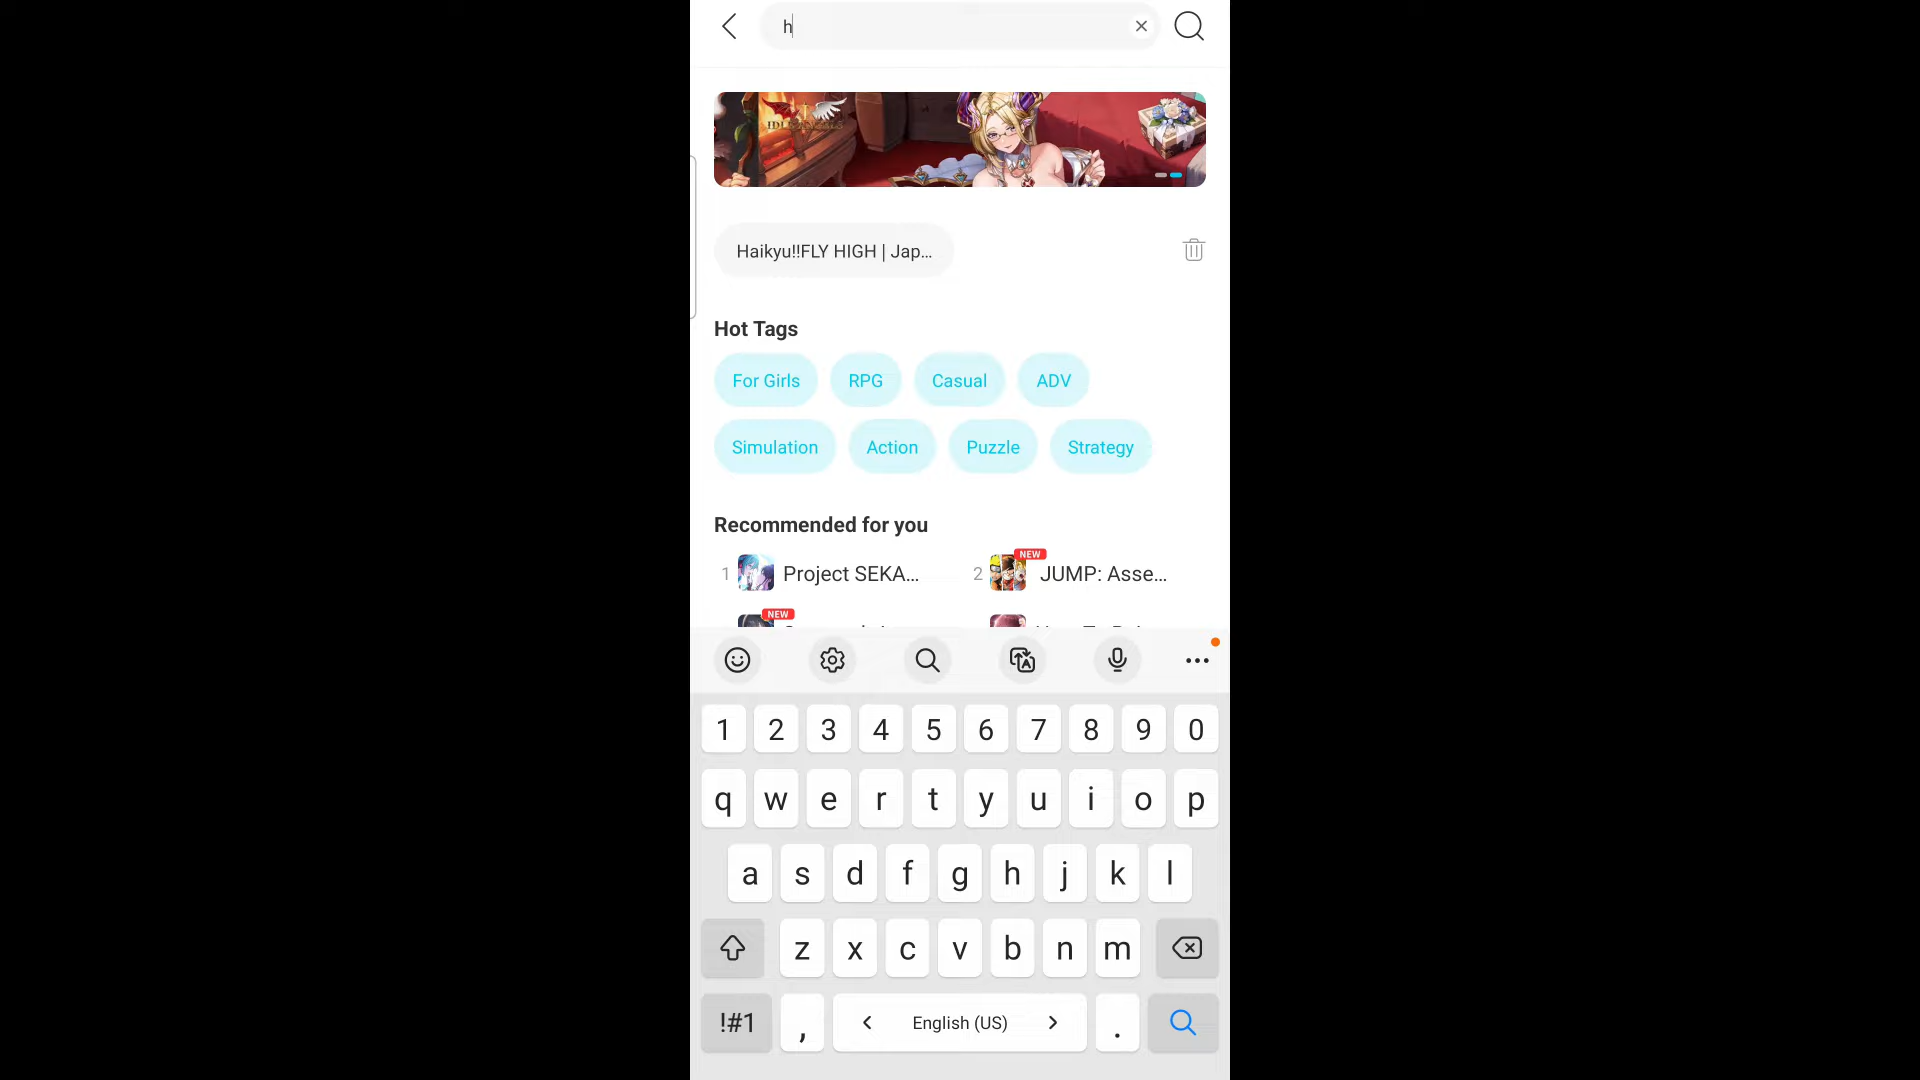 h
Haikyu!!FLY HIGH | Jap...
Hot Tags
For Girls RPG Casual ADV
Simulation Action Puzzle Strategy
Recommended for you
NEW
1 Project SEKA... 2 JUMP: Asse...
NEW
1 2 3 4 5 6 7 8 9 0
q w e r t y u i o p
a s d f g h j k l
z x c v b n m
!#1 , < English (US) > .